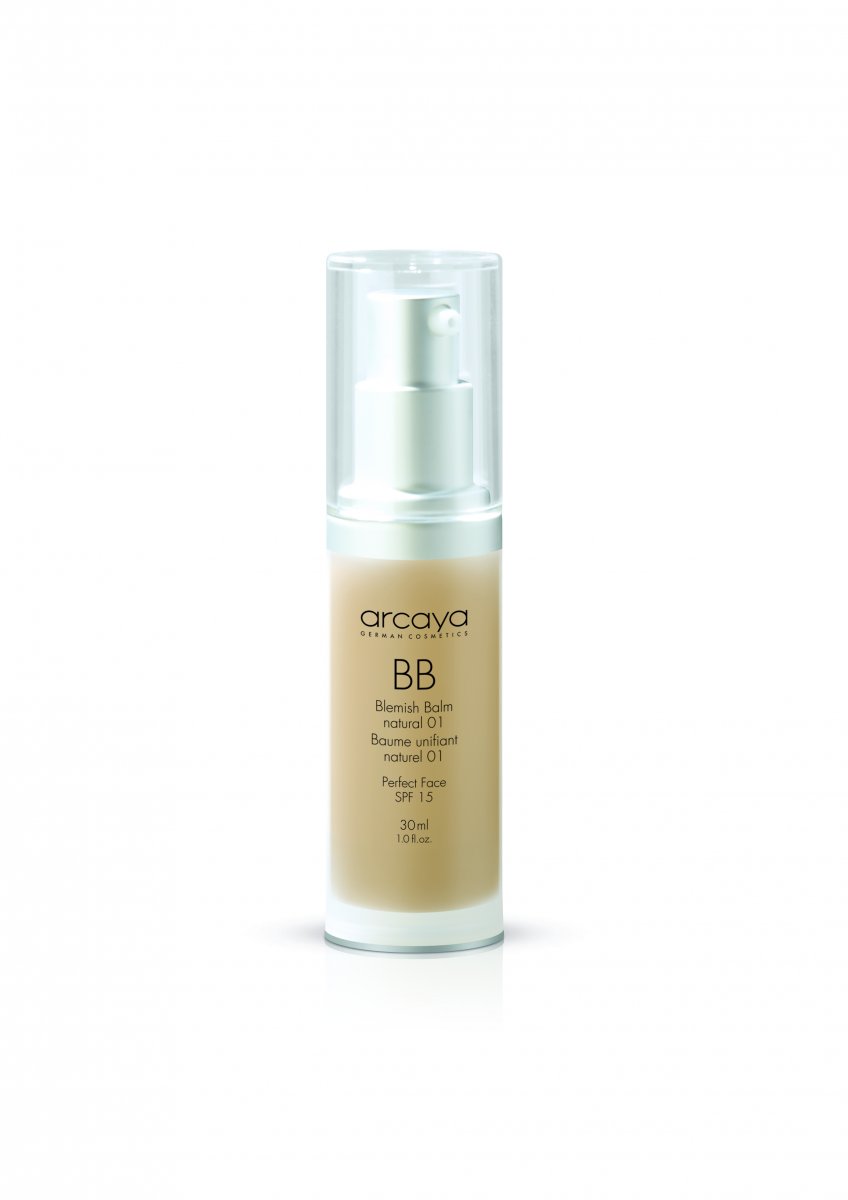 arcaya
GERMAN COSMETICS
BB
Blemish Balm
natural 01
Baume unifiant
naturel 01
Perfect Face
SPF 15
30ml
1.0 fl.oz.